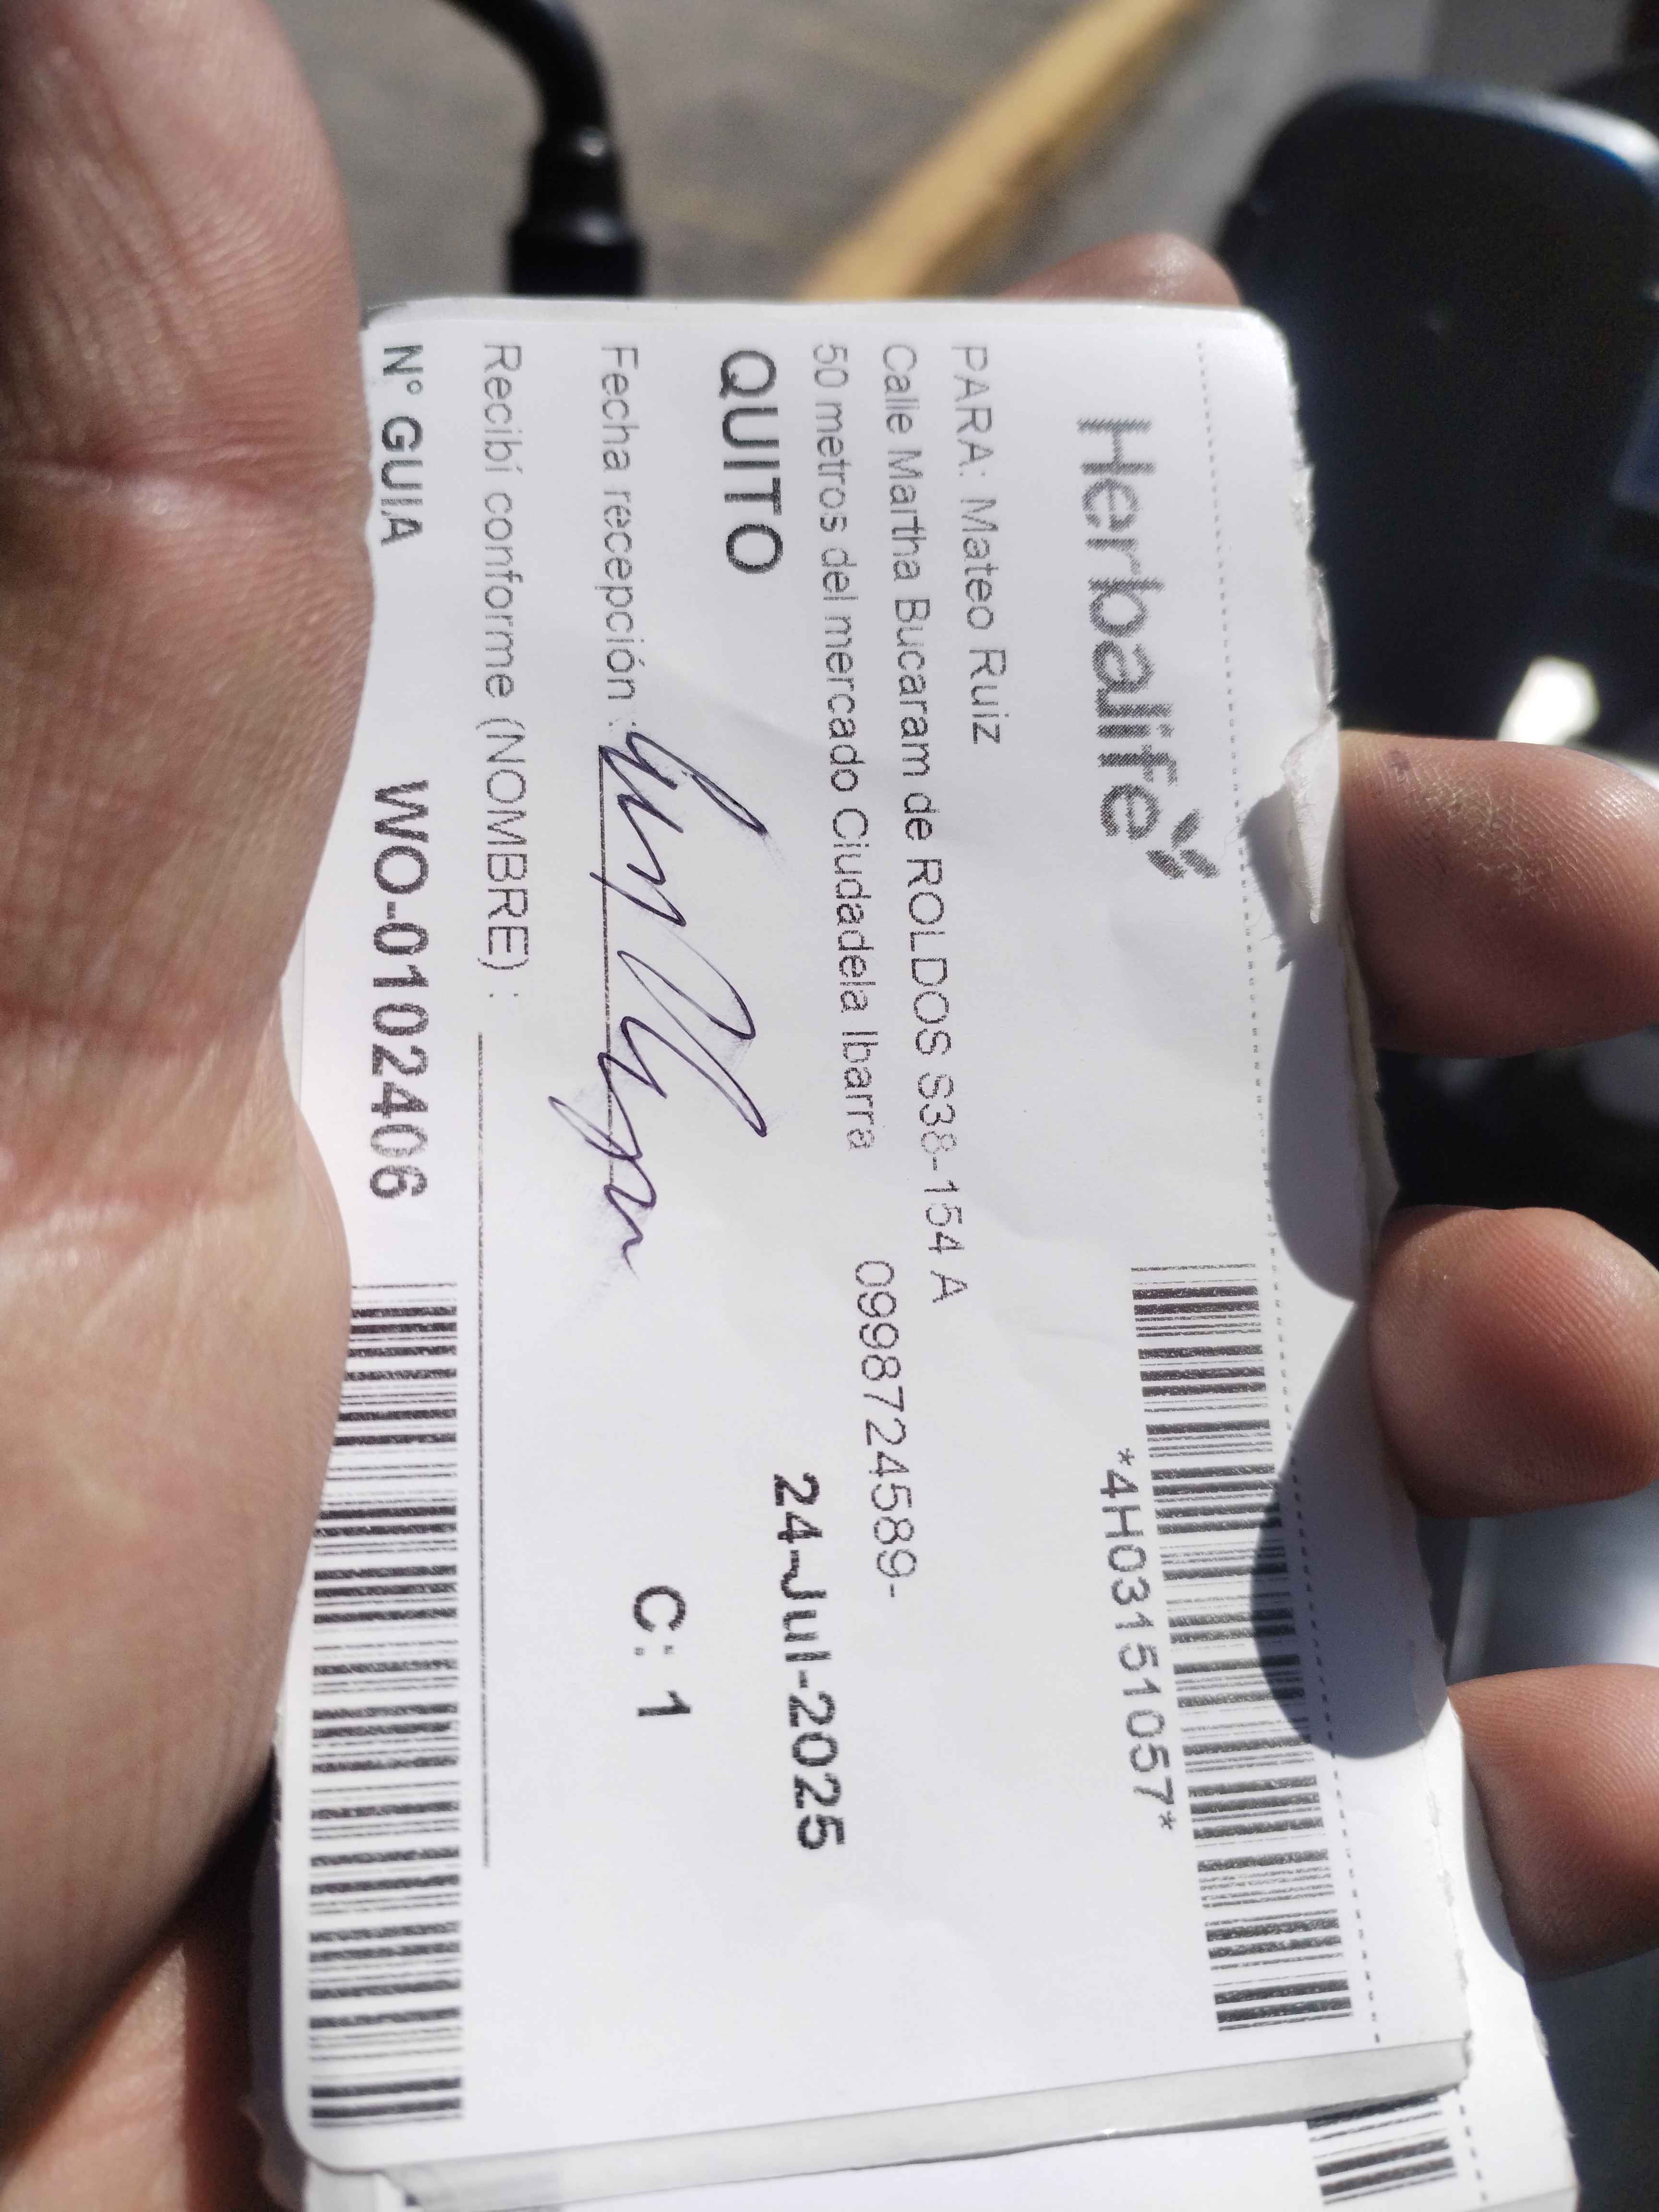 Herbalife
*4H03151057*
PARA: Mateo Ruiz
Calle Martha Bucaram de ROLDOS S38-154 A
50 metros del mercado Ciudadela Ibarra 0998724589-
QUITO 24-Jul-2025
Fecha recepción :
C: 1
Recibí conforme (NOMBRE) :
N° GUIA WO-0102406